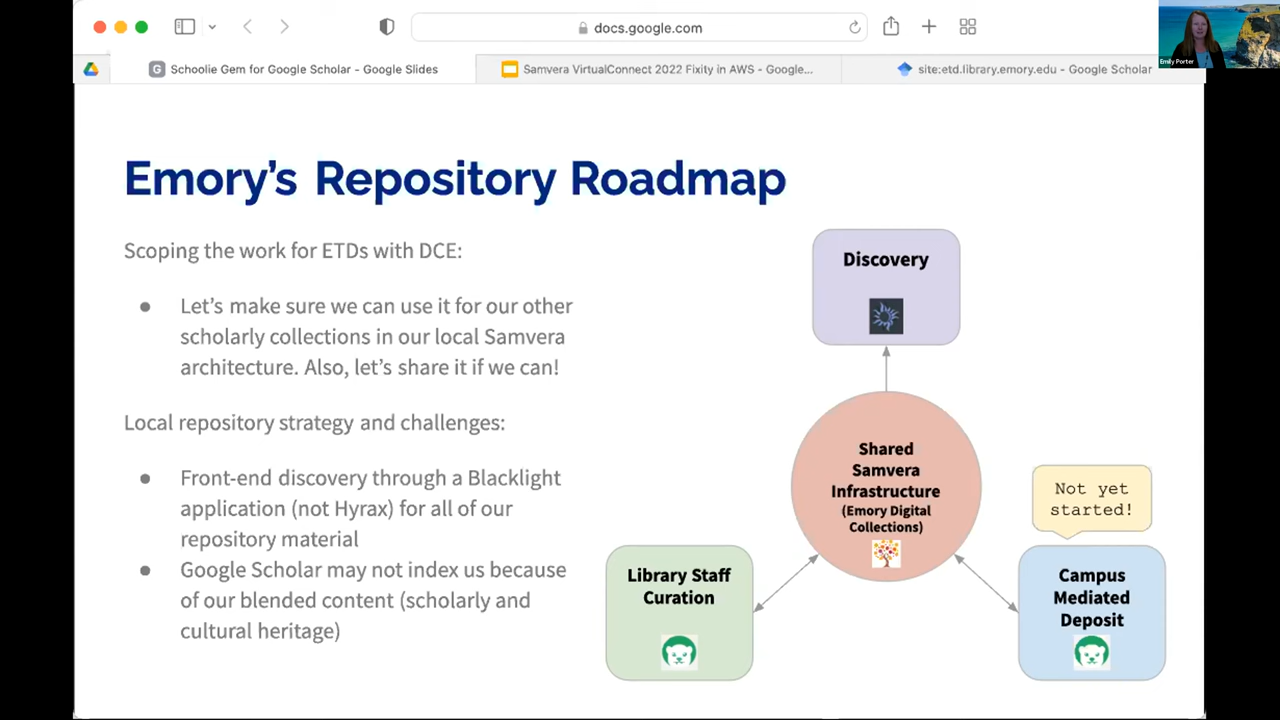 docs.google.com
Schoolie Gem for Google Scholar - Google Slides
Samvera VirtualConnect 2022 Fixity in AWS - Google...
site:etd.library.emory.edu - Google Scholar
Emily Porter
Emory's Repository Roadmap
Scoping the work for ETDs with DCE:
● Let's make sure we can use it for our other
scholarly collections in our local Samvera
architecture. Also, let's share it if we can!
Local repository strategy and challenges:
● Front-end discovery through a Blacklight
application (not Hyrax) for all of our
repository material
● Google Scholar may not index us because
of our blended content (scholarly and
cultural heritage)
Discovery
Shared
Samvera
Infrastructure
(Emory Digital
Collections)
Not yet
started!
Library Staff
Curation
Campus
Mediated
Deposit